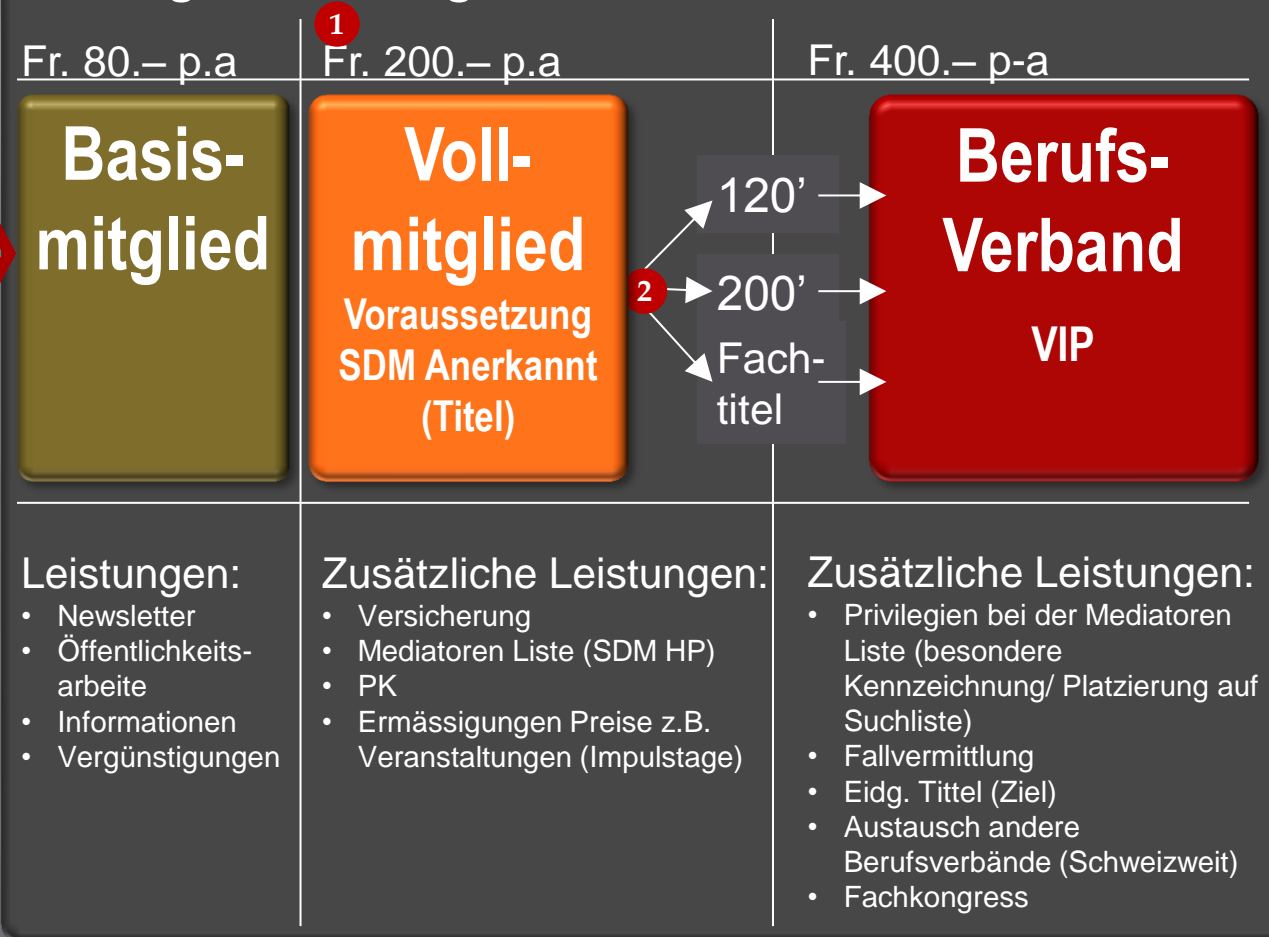 1
Fr. 80.– p.a
Fr. 200.– p.a
Fr. 400.– p-a
Basis-
mitglied
Voll-
mitglied
Voraussetzung
SDM Anerkannt
(Titel)
2
120’
200’
Fach-
titel
Berufs-
Verband
VIP
Leistungen:
• Newsletter
• Öffentlichkeits-
arbeite
• Informationen
• Vergünstigungen
Zusätzliche Leistungen:
• Versicherung
• Mediatoren Liste (SDM HP)
• PK
• Ermässigungen Preise z.B.
Veranstaltungen (Impulstage)
Zusätzliche Leistungen:
• Privilegien bei der Mediatoren
Liste (besondere
Kennzeichnung/ Platzierung auf
Suchliste)
• Fallvermittlung
• Eidg. Tittel (Ziel)
• Austausch andere
Berufsverbände (Schweizweit)
• Fachkongress